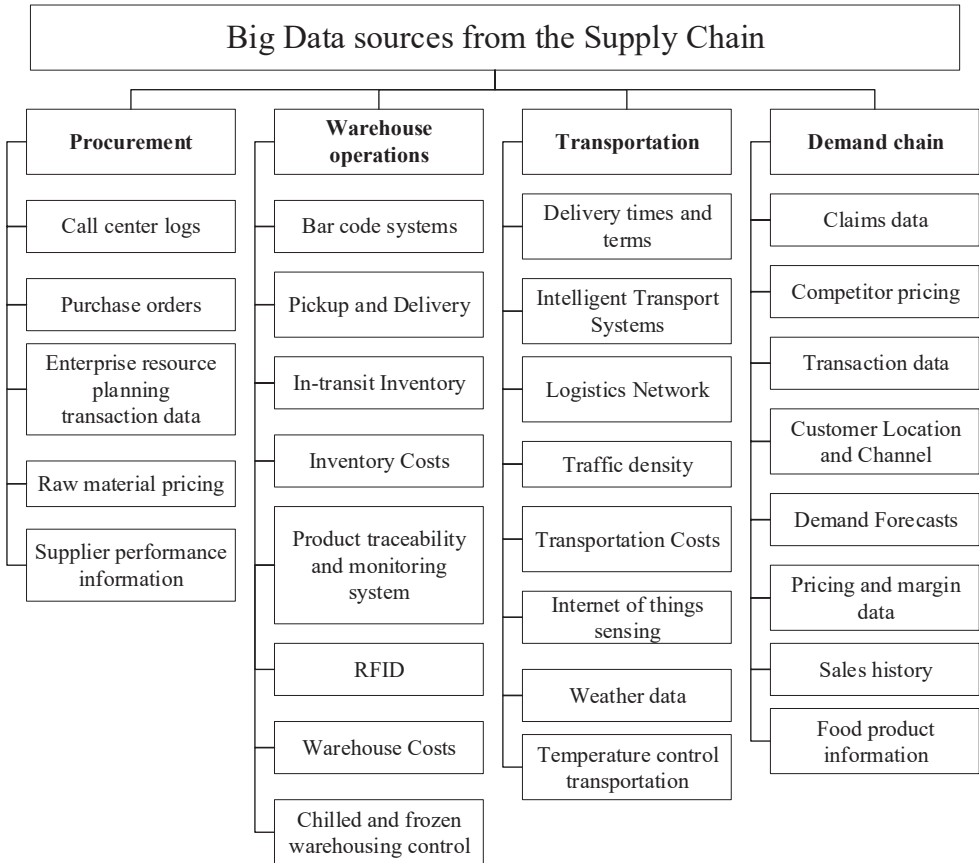 Big Data sources from the Supply Chain
Procurement
Call center logs
Purchase orders
Enterprise resource
planning
transaction data
Raw material pricing
Supplier performance
information
Warehouse
operations
Bar code systems
Pickup and Delivery
In-transit Inventory
Inventory Costs
Product traceability
and monitoring
system
RFID
Warehouse Costs
Chilled and frozen
warehousing control
Transportation
Delivery times and
terms
Intelligent Transport
Systems
Logistics Network
Traffic density
Transportation Costs
Internet of things
sensing
Weather data
Temperature control
transportation
Demand chain
Claims data
Competitor pricing
Transaction data
Customer Location
and Channel
Demand Forecasts
Pricing and margin
data
Sales history
Food product
information